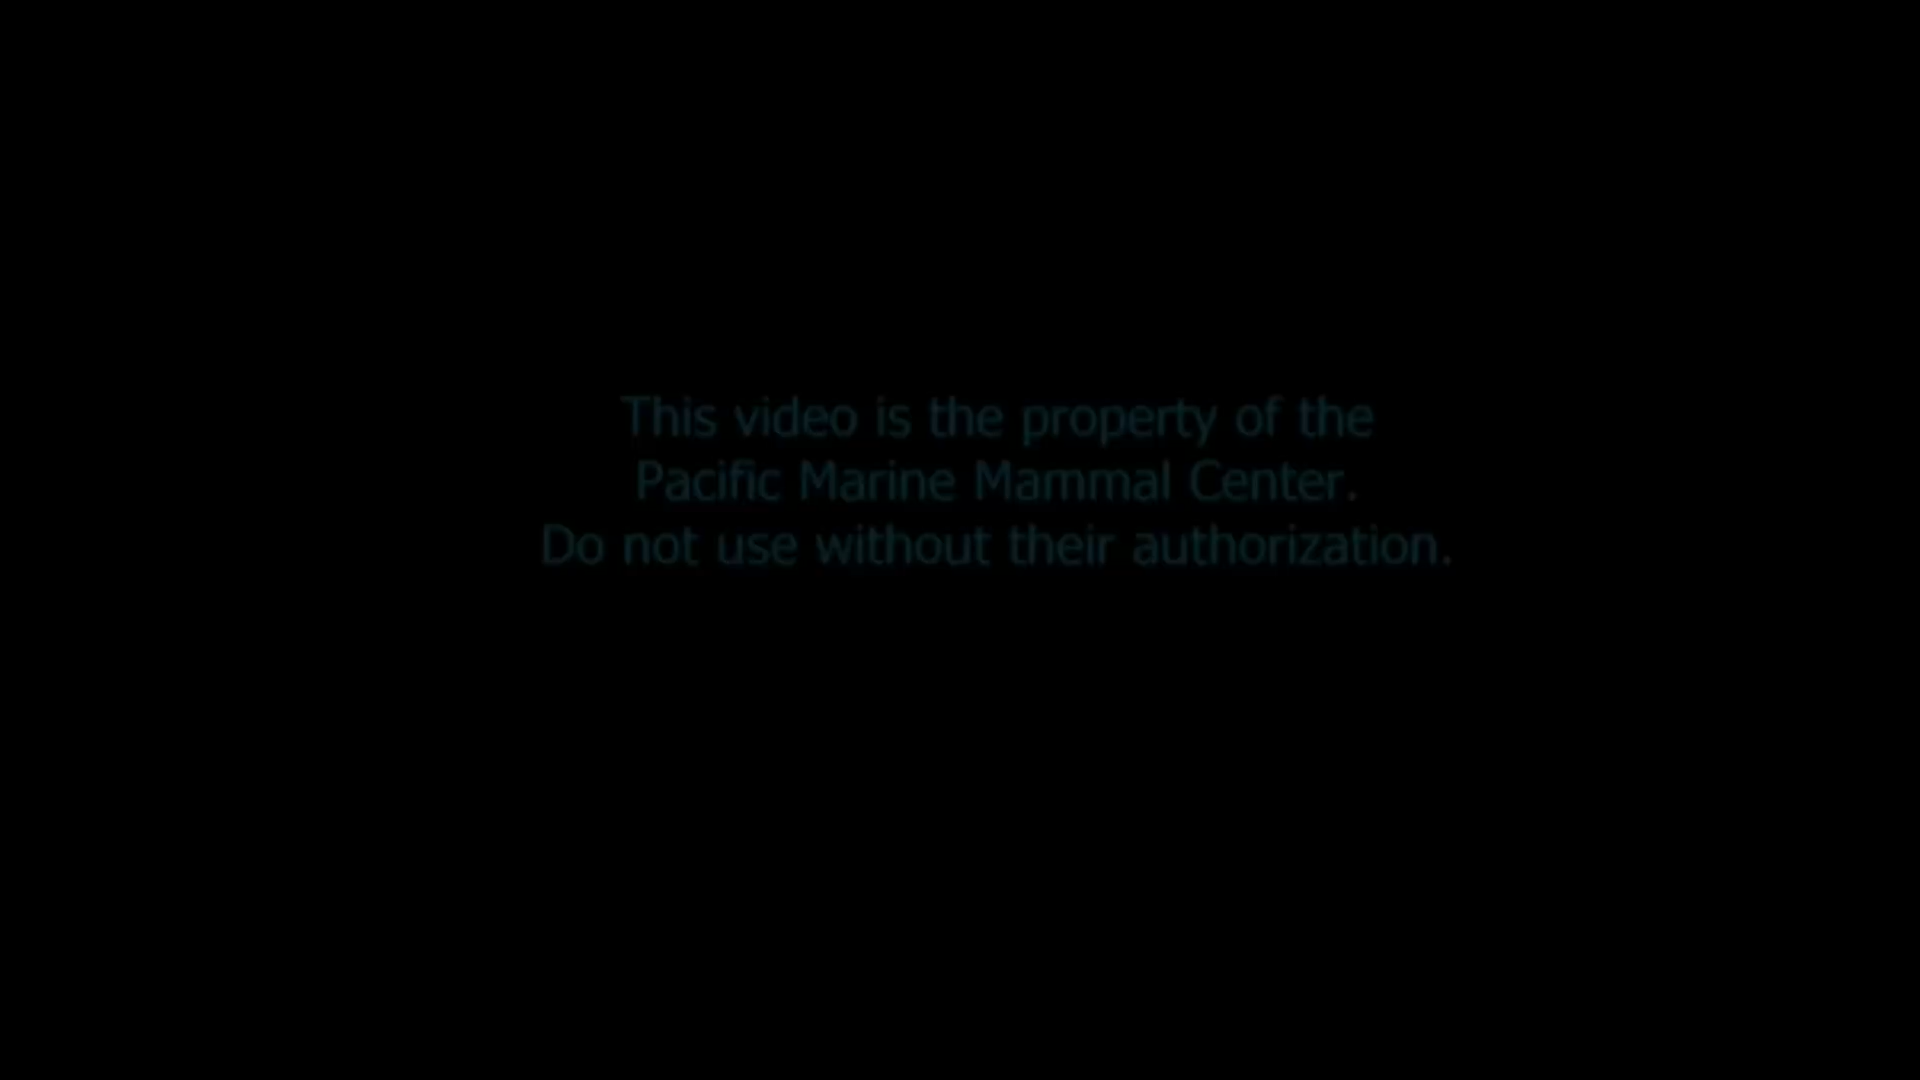 This video is the property of the
Pacific Marine Mammal Center.
Do not use without their authorization.